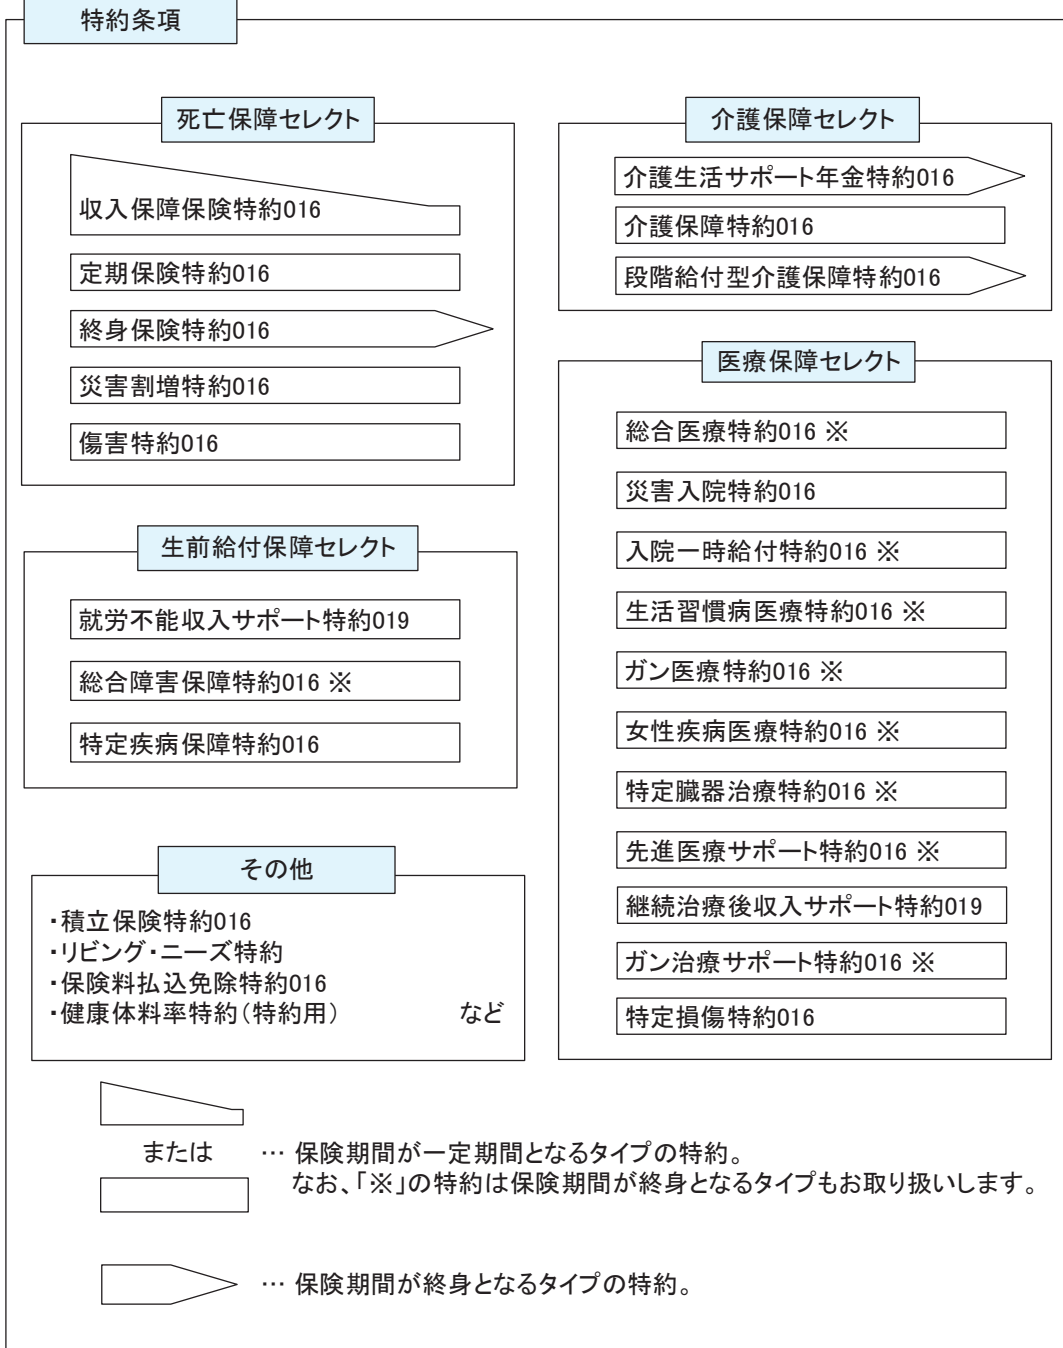 特約条項
死亡保障セレクト
収入保障保険特約016
定期保険特約016
終身保険特約016
災害割増特約016
傷害特約016
生前給付保障セレクト
就労不能収入サポート特約019
総合障害保障特約016 ※
特定疾病保障特約016
その他
・積立保険特約016
・リビング・ニーズ特約
・保険料払込免除特約016
・健康体料率特約（特約用） など
介護保障セレクト
介護生活サポート年金特約016
介護保障特約016
段階給付型介護保障特約016
医療保障セレクト
総合医療特約016 ※
災害入院特約016
入院一時給付特約016 ※
生活習慣病医療特約016 ※
ガン医療特約016 ※
女性疾病医療特約016 ※
特定臓器治療特約016 ※
先進医療サポート特約016 ※
継続治療後収入サポート特約019
ガン治療サポート特約016 ※
特定損傷特約016
または … 保険期間が一定期間となるタイプの特約。
なお、「※」の特約は保険期間が終身となるタイプもお取り扱いします。
… 保険期間が終身となるタイプの特約。